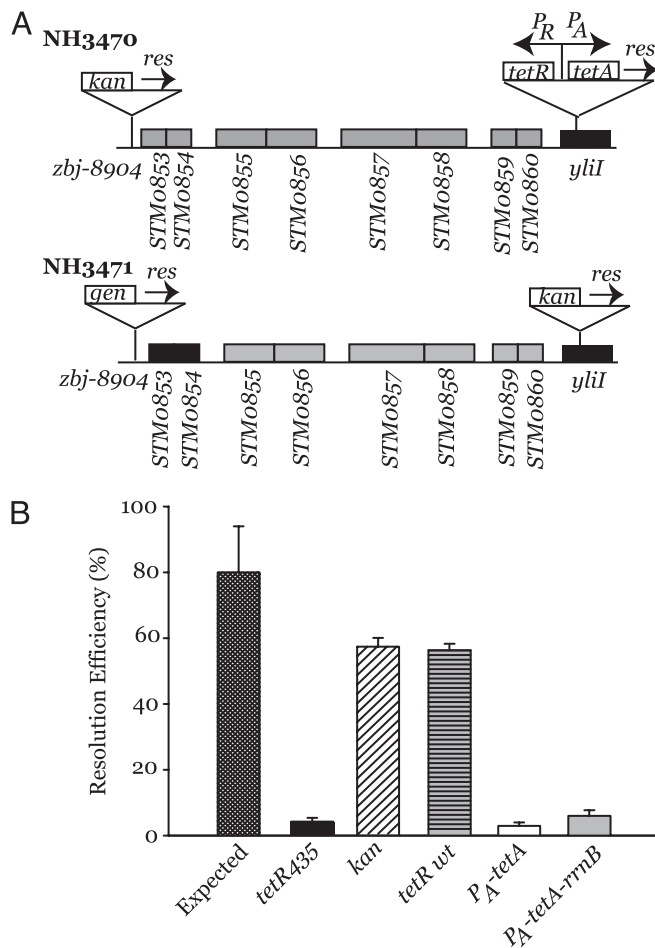 A
NH3470
kan res
PR PA
tetR tetA res
zbj-8904 STM0853 STM0854 STM0855 STM0856 STM0857 STM0858 STM0859 STM0860 yliI
NH3471
gen res
kan res
zbj-8904 STM0853 STM0854 STM0855 STM0856 STM0857 STM0858 STM0859 STM0860 yliI
B
Resolution Efficiency (%)
100
80
60
40
20
0
Expected tetR435 kan tetR wt PA-tetA PA-tetA-rrnB